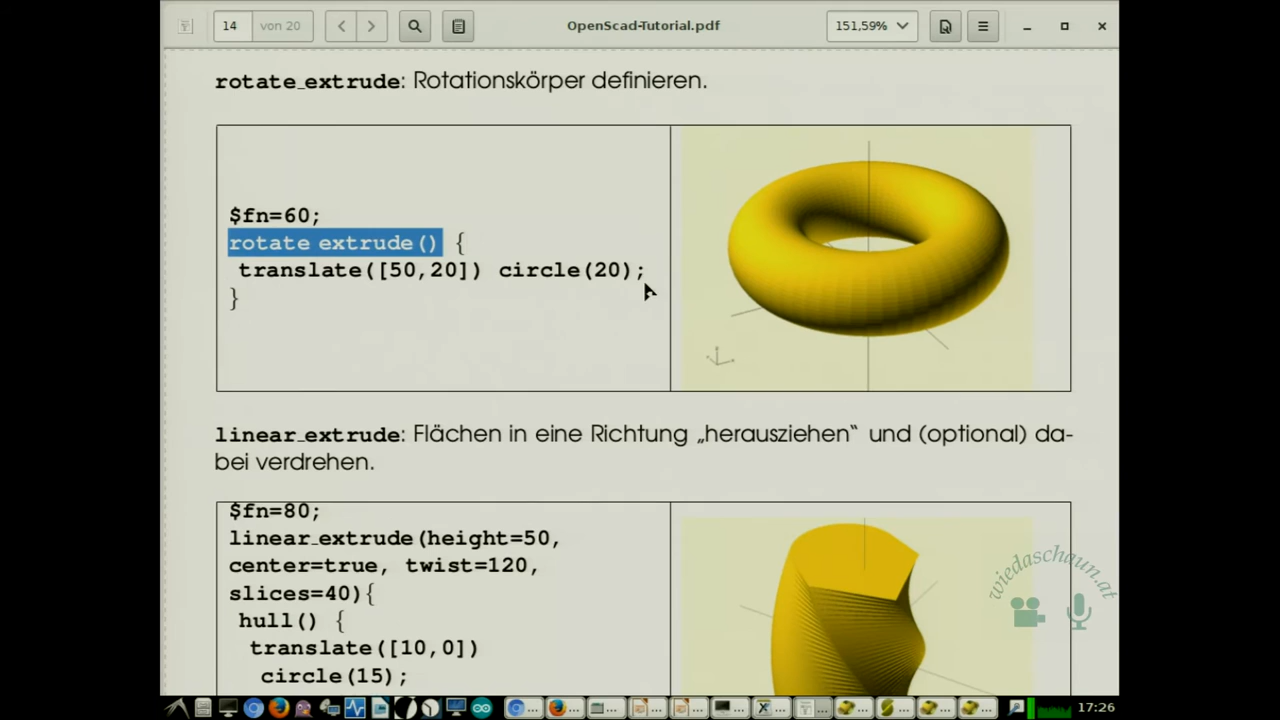 14
von 20
OpenScad-Tutorial.pdf
151,59%
rotate_extrude: Rotationskörper definieren.
$fn=60;
rotate extrude() {
translate([50,20]) circle(20);
}
linear_extrude: Flächen in eine Richtung „herausziehen“ und (optional) da-
bei verdrehen.
$fn=80;
linear_extrude(height=50,
center=true, twist=120,
slices=40){
hull() {
translate([10,0])
circle(15);
wiedaschaun.at
17:26